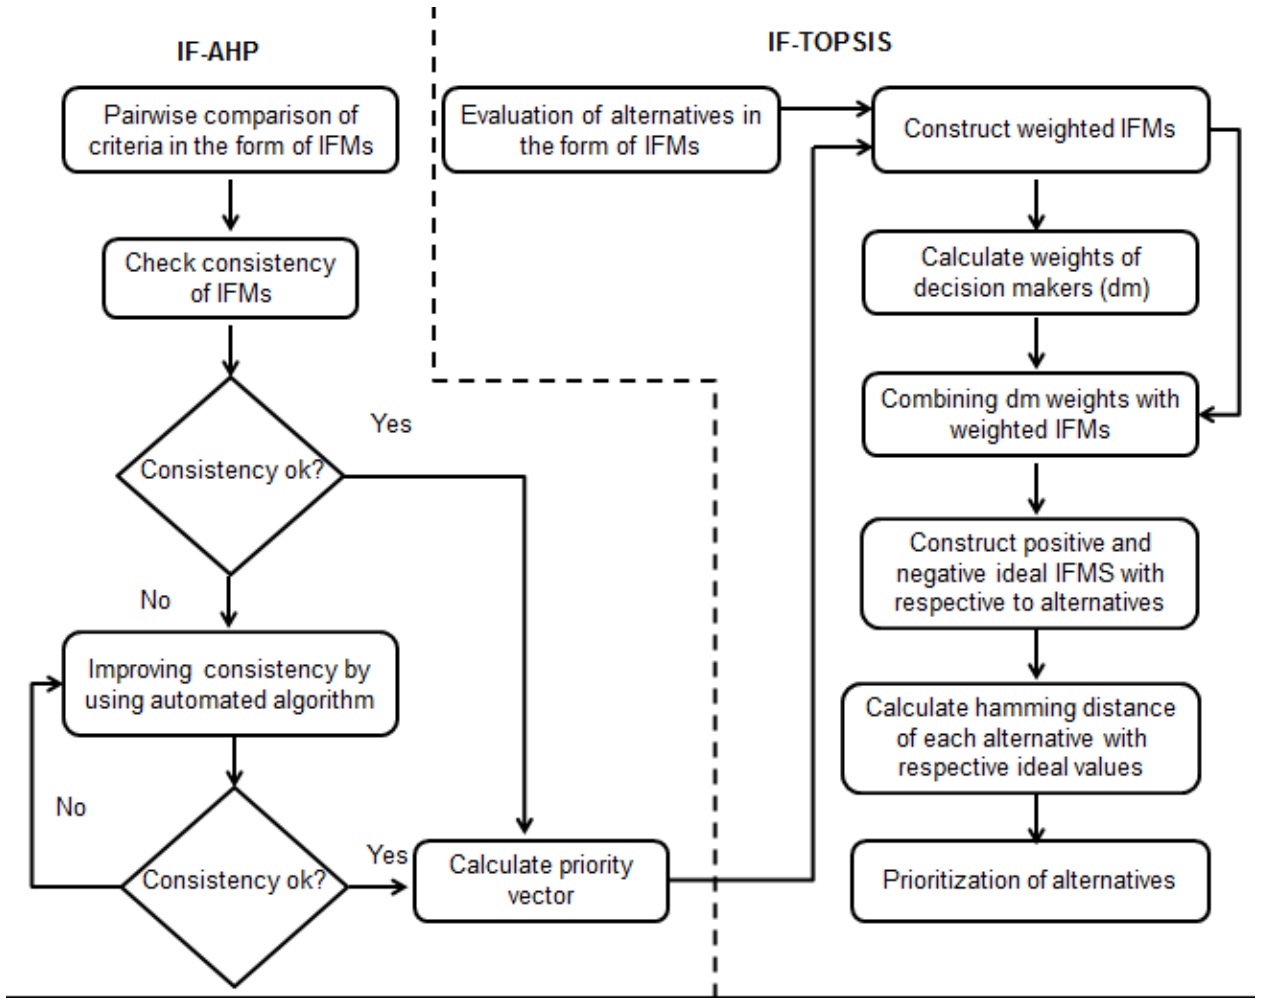 IF-AHP
Pairwise comparison of
criteria in the form of IFMs
Check consistency
of IFMs
Consistency ok?
Yes
No
Improving consistency by
using automated algorithm
No
Consistency ok?
Yes
Calculate priority
vector
IF-TOPSIS
Evaluation of alternatives in
the form of IFMs
Construct weighted IFMs
Calculate weights of
decision makers (dm)
Combining dm weights with
weighted IFMs
Construct positive and
negative ideal IFMS with
respective to alternatives
Calculate hamming distance
of each alternative with
respective ideal values
Prioritization of alternatives